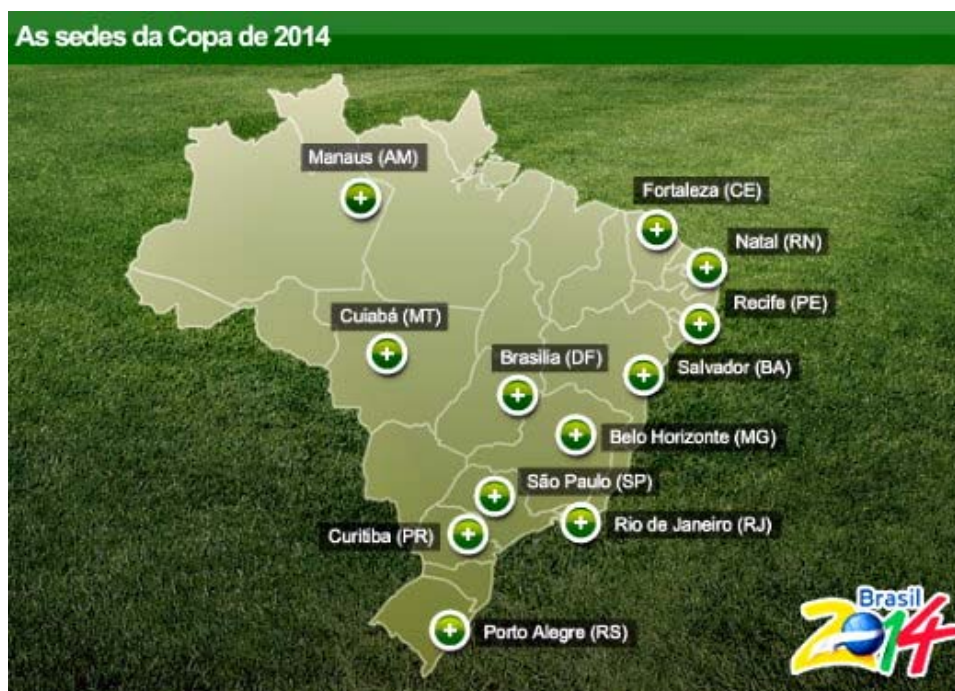 As sedes da Copa de 2014
Manaus (AM)
Fortaleza (CE)
Natal (RN)
Recife (PE)
Cuiabá (MT)
Brasilia (DF)
Salvador (BA)
Belo Horizonte (MG)
São Paulo (SP)
Rio de Janeiro (RJ)
Curitiba (PR)
Porto Alegre (RS)
Brasil
2014